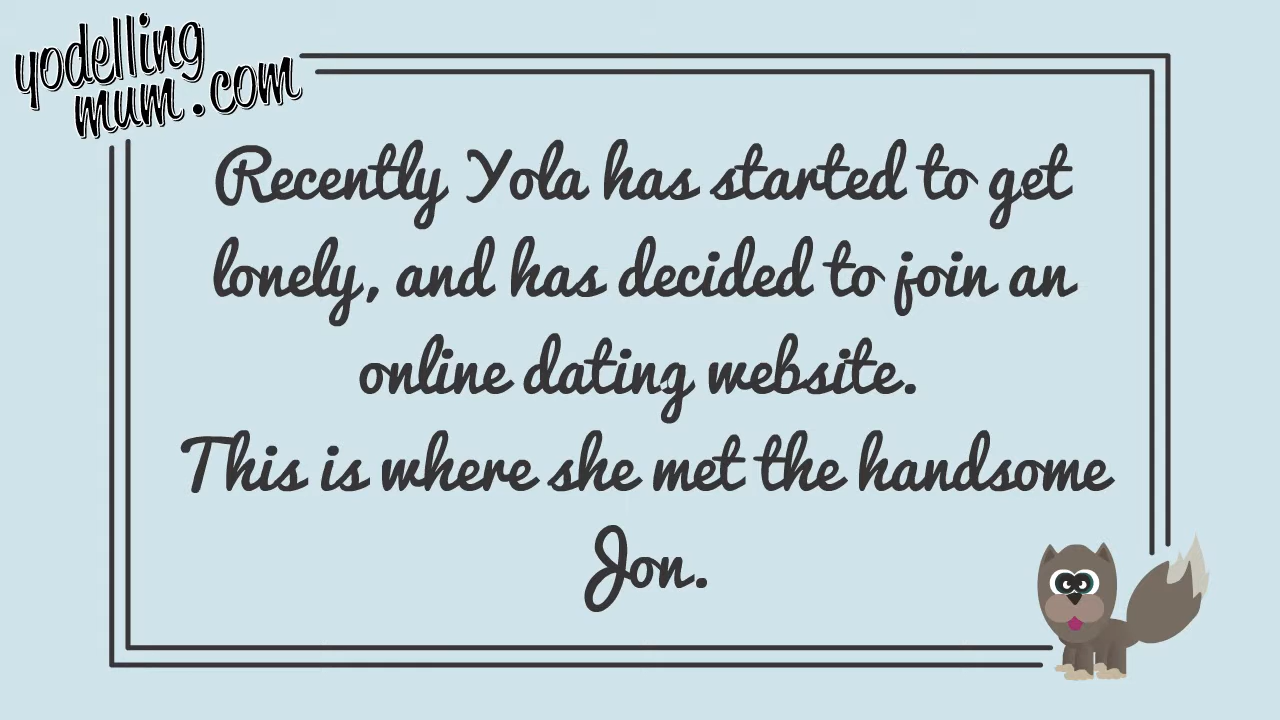 yodelling
mum.com
Recently Yola has started to get
lonely, and has decided to join an
online dating website.
This is where she met the handsome
Jon.